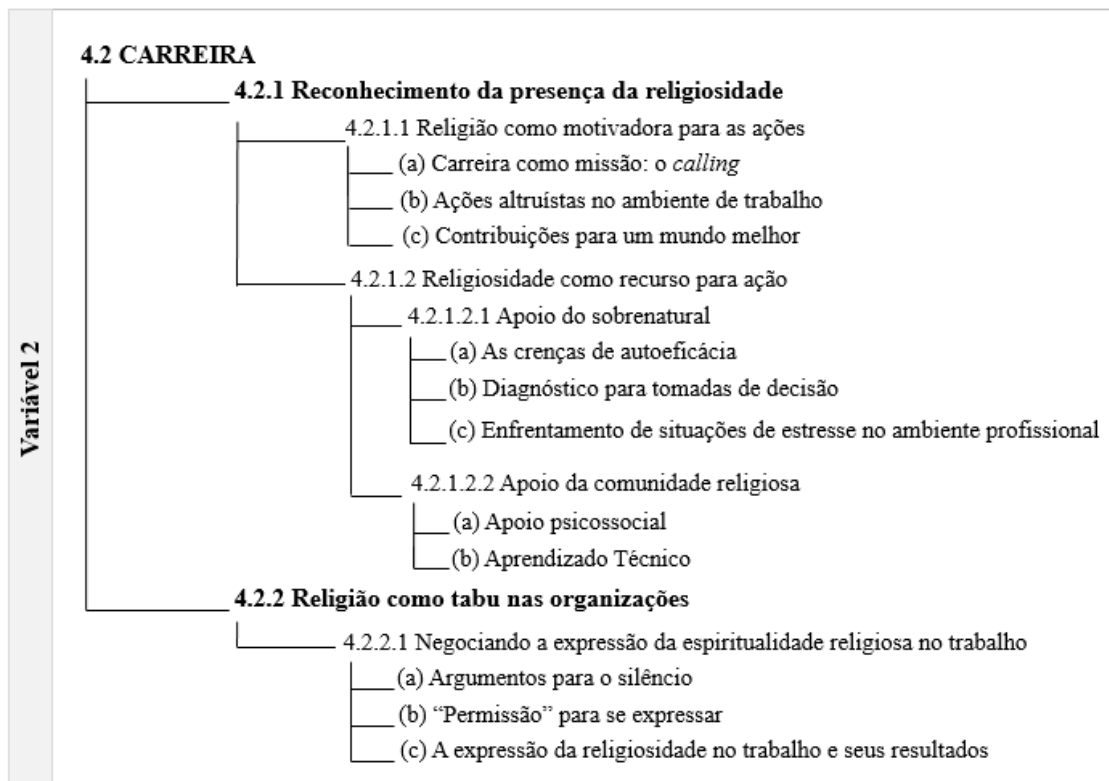 Variável 2
4.2 CARREIRA
4.2.1 Reconhecimento da presença da religiosidade
4.2.1.1 Religião como motivadora para as ações
(a) Carreira como missão: o calling
(b) Ações altruístas no ambiente de trabalho
(c) Contribuições para um mundo melhor
4.2.1.2 Religiosidade como recurso para ação
4.2.1.2.1 Apoio do sobrenatural
(a) As crenças de autoeficácia
(b) Diagnóstico para tomadas de decisão
(c) Enfrentamento de situações de estresse no ambiente profissional
4.2.1.2.2 Apoio da comunidade religiosa
(a) Apoio psicossocial
(b) Aprendizado Técnico
4.2.2 Religião como tabu nas organizações
4.2.2.1 Negociando a expressão da espiritualidade religiosa no trabalho
(a) Argumentos para o silêncio
(b) “Permissão” para se expressar
(c) A expressão da religiosidade no trabalho e seus resultados